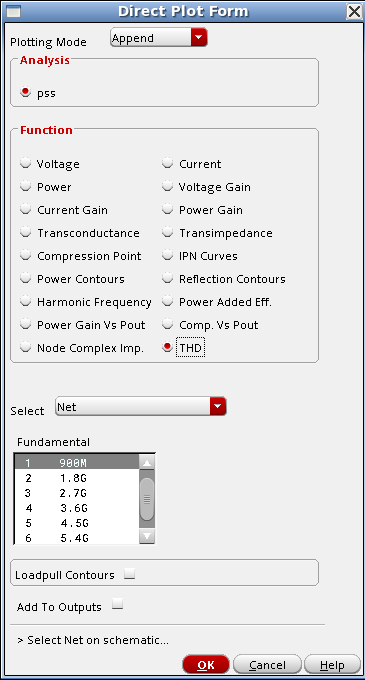 Direct Plot Form
Plotting Mode Append
Analysis
pss
Function
Voltage Current
Power Voltage Gain
Current Gain Power Gain
Transconductance Transimpedance
Compression Point IPN Curves
Power Contours Reflection Contours
Harmonic Frequency Power Added Eff.
Power Gain Vs Pout Comp. Vs Pout
Node Complex Imp. THD
Select Net
Fundamental
1 900M
2 1.8G
3 2.7G
4 3.6G
5 4.5G
6 5.4G
Loadpull Contours
Add To Outputs
> Select Net on schematic...
OK Cancel Help